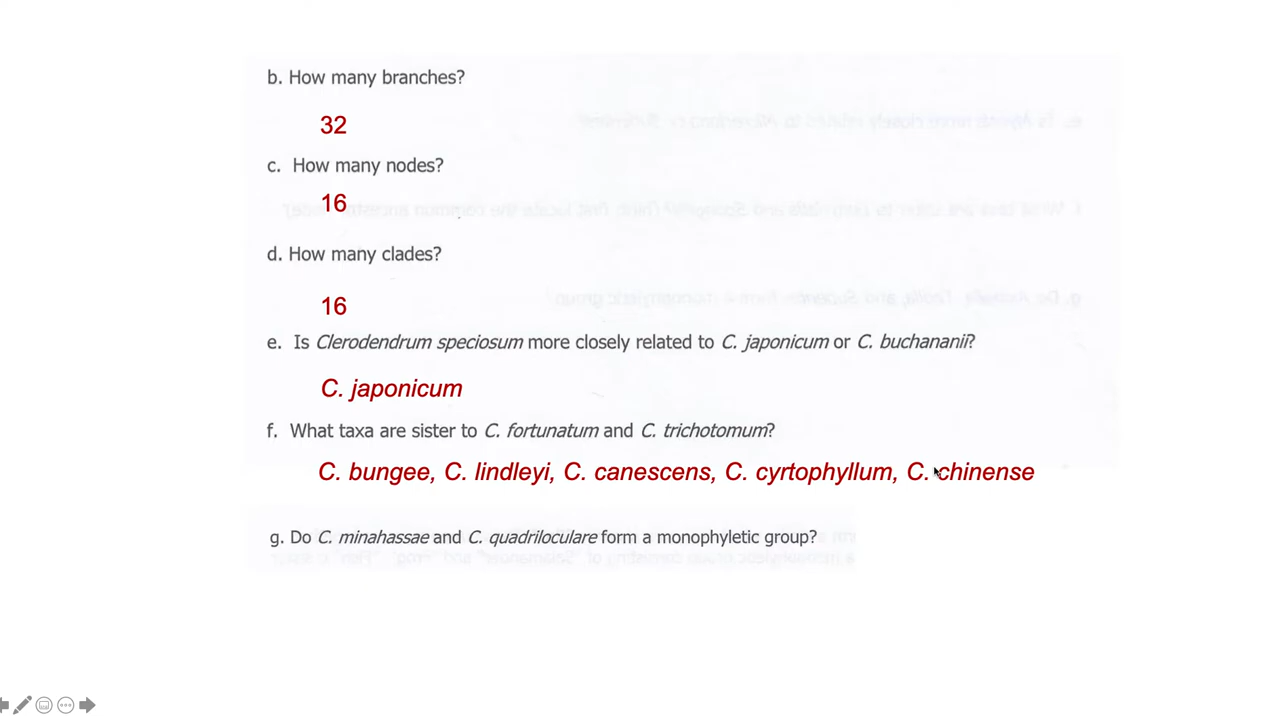 b. How many branches?
32
c. How many nodes?
16
d. How many clades?
16
e. Is Clerodendrum speciosum more closely related to C. japonicum or C. buchananii?
C. japonicum
f. What taxa are sister to C. fortunatum and C. trichotomum?
C. bungee, C. lindleyi, C. canescens, C. cyrtophyllum, C. chinense
g. Do C. minahassae and C. quadriloculare form a monophyletic group?